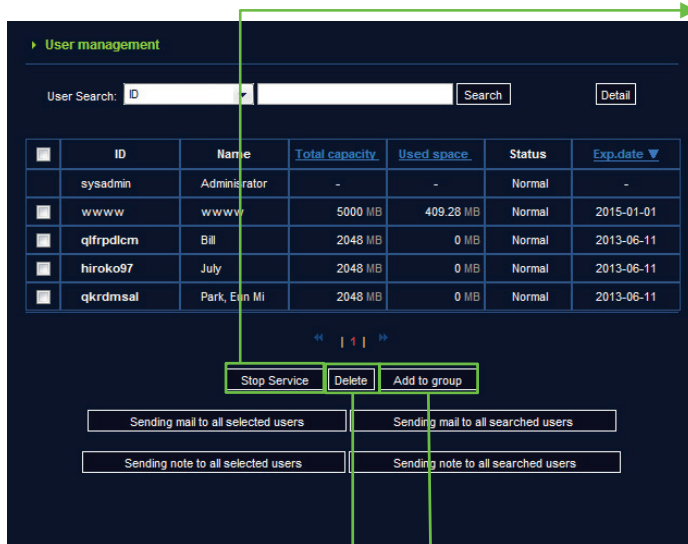 User management
User Search: ID Search Detail
ID Name Total capacity Used space Status Exp.date ▼
sysadmin Adminisrator - - Normal -
wwww wwww 5000 MB 409.28 MB Normal 2015-01-01
qlfrpdlcm Bill 2048 MB 0 MB Normal 2013-06-11
hiroko97 July 2048 MB 0 MB Normal 2013-06-11
qkrdmsal Park, Eun Mi 2048 MB 0 MB Normal 2013-06-11
| 1 |
Stop Service Delete Add to group
Sending mail to all selected users Sending mail to all searched users
Sending note to all selected users Sending note to all searched users